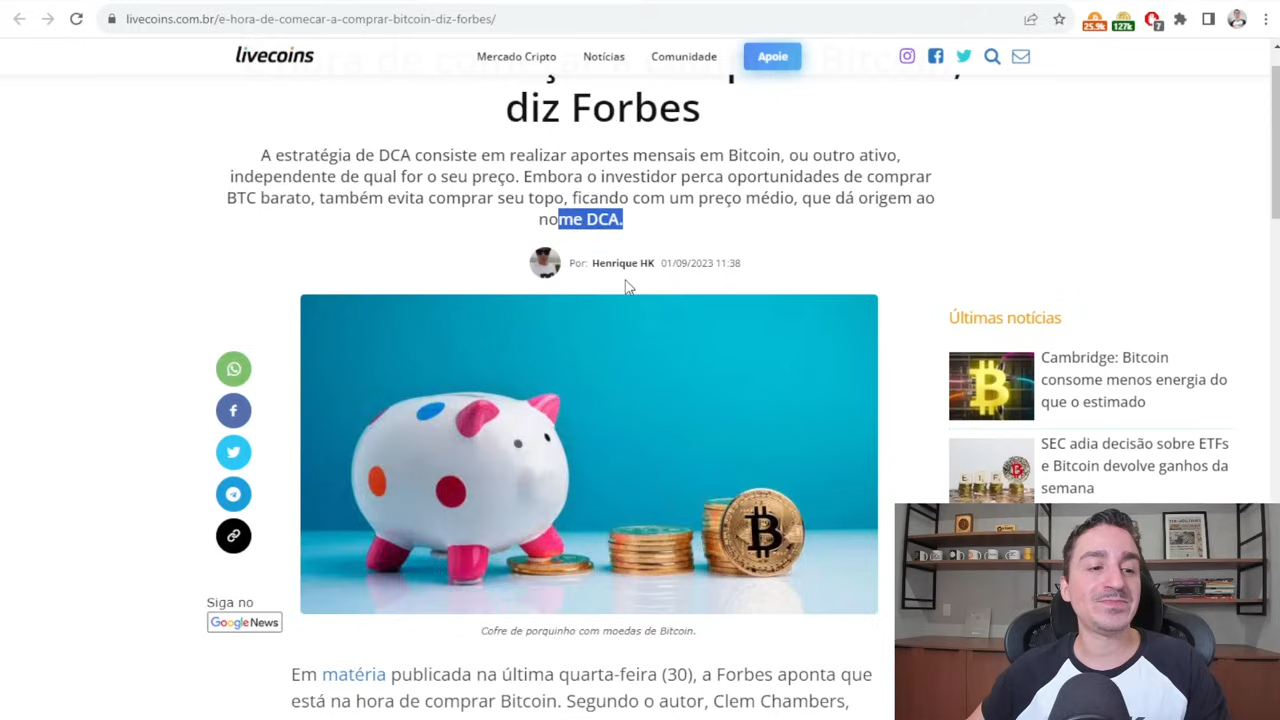 livecoins.com.br/e-hora-de-comecar-a-comprar-bitcoin-diz-forbes/
25.9k
127k
7
livecoins
Mercado Cripto
Notícias
Comunidade
Apoie
diz Forbes
A estratégia de DCA consiste em realizar aportes mensais em Bitcoin, ou outro ativo,
independente de qual for o seu preço. Embora o investidor perca oportunidades de comprar
BTC barato, também evita comprar seu topo, ficando com um preço médio, que dá origem ao
nome DCA.
Por: Henrique HK 01/09/2023 11:38
Siga no
Google News
Cofre de porquinho com moedas de Bitcoin.
Em matéria publicada na última quarta-feira (30), a Forbes aponta que
está na hora de comprar Bitcoin. Segundo o autor, Clem Chambers,
Últimas notícias
Cambridge: Bitcoin
consome menos energia do
que o estimado
SEC adia decisão sobre ETFs
e Bitcoin devolve ganhos da
semana